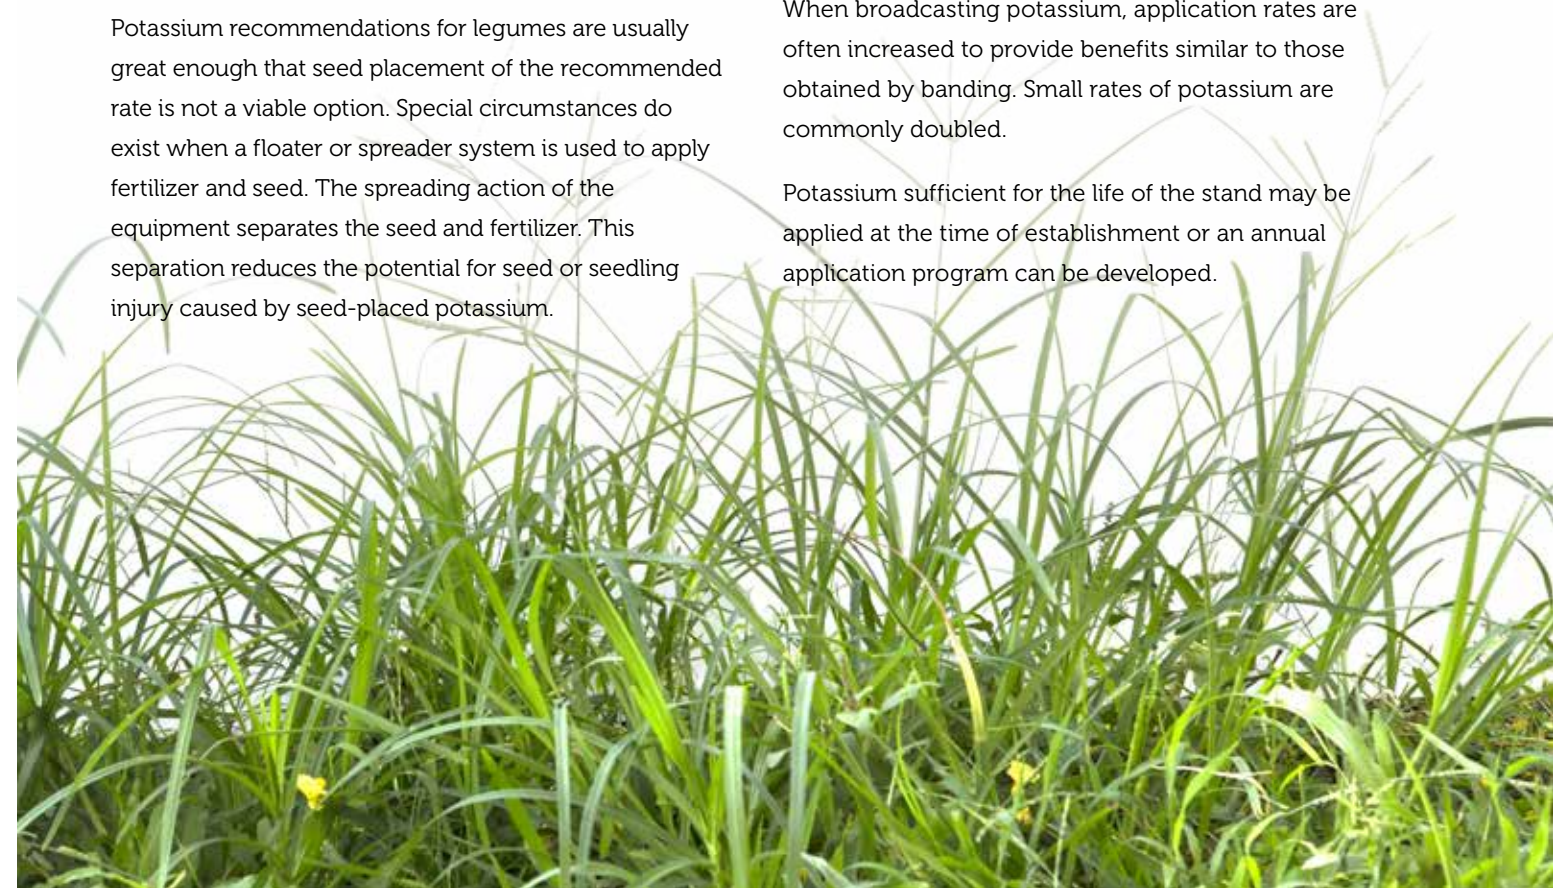 Potassium recommendations for legumes are usually
great enough that seed placement of the recommended
rate is not a viable option. Special circumstances do
exist when a floater or spreader system is used to apply
fertilizer and seed. The spreading action of the
equipment separates the seed and fertilizer. This
separation reduces the potential for seed or seedling
injury caused by seed-placed potassium.
When broadcasting potassium, application rates are
often increased to provide benefits similar to those
obtained by banding. Small rates of potassium are
commonly doubled.
Potassium sufficient for the life of the stand may be
applied at the time of establishment or an annual
application program can be developed.